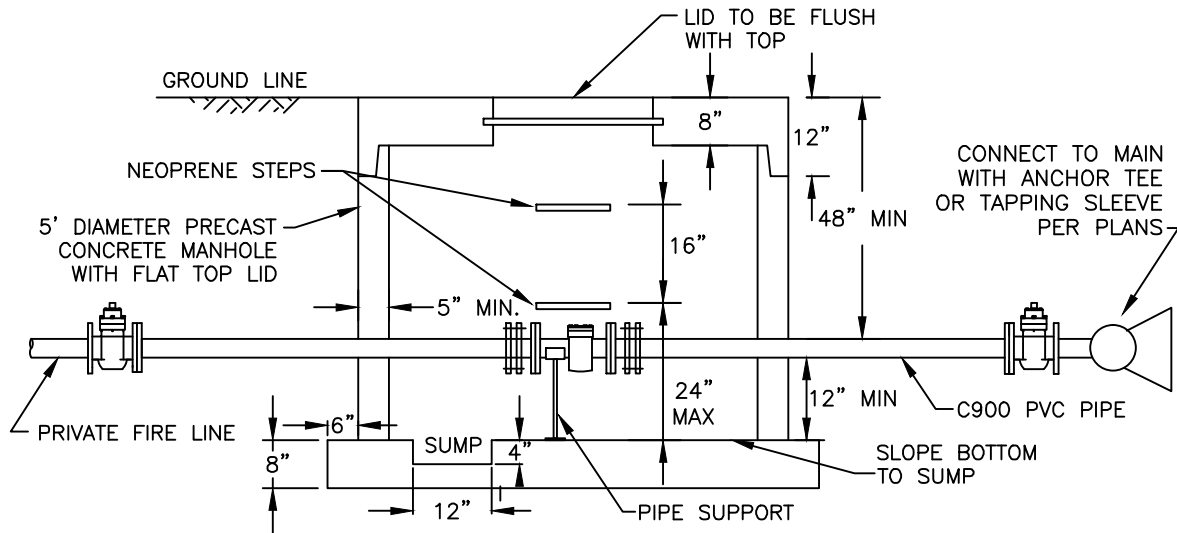 LID TO BE FLUSH
WITH TOP
GROUND LINE
8”
12”
NEOPRENE STEPS
CONNECT TO MAIN
WITH ANCHOR TEE
OR TAPPING SLEEVE
PER PLANS
48” MIN
5’ DIAMETER PRECAST
CONCRETE MANHOLE
WITH FLAT TOP LID
16”
5” MIN.
24”
MAX
12” MIN
C900 PVC PIPE
PRIVATE FIRE LINE
6”
SUMP
4”
8”
SLOPE BOTTOM
TO SUMP
12”
PIPE SUPPORT